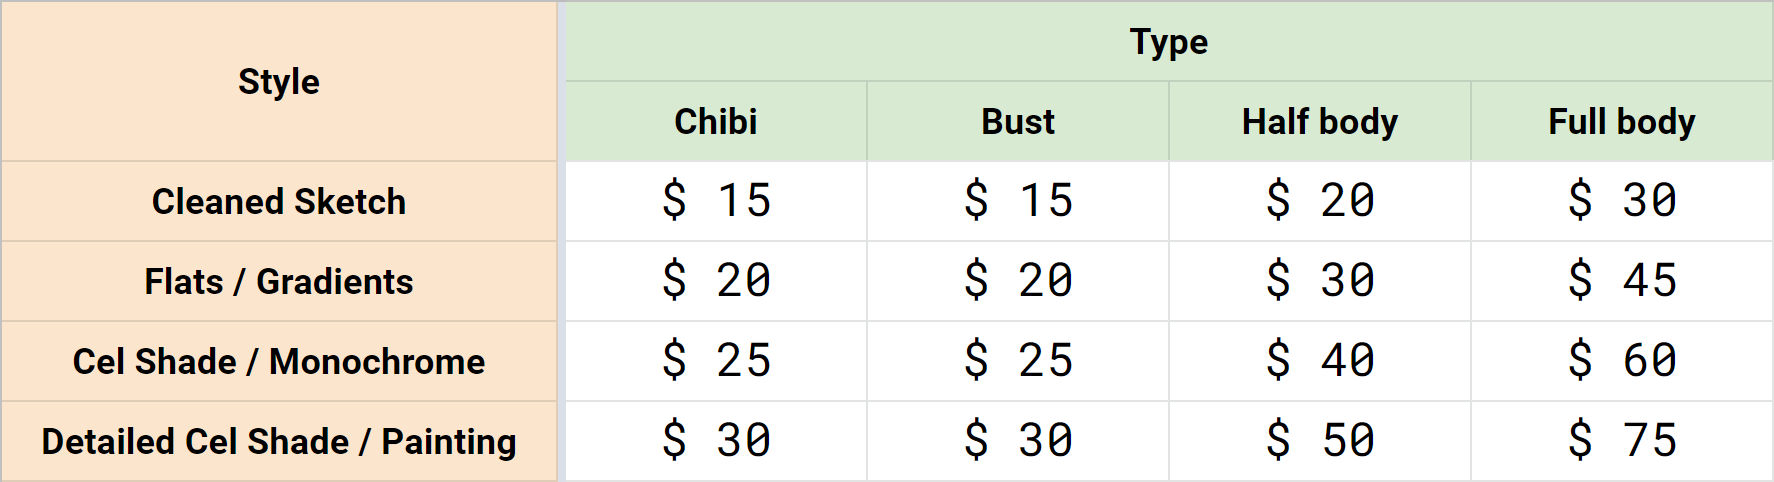 Style
Type
Chibi Bust Half body Full body
Cleaned Sketch $ 15 $ 15 $ 20 $ 30
Flats / Gradients $ 20 $ 20 $ 30 $ 45
Cel Shade / Monochrome $ 25 $ 25 $ 40 $ 60
Detailed Cel Shade / Painting $ 30 $ 30 $ 50 $ 75